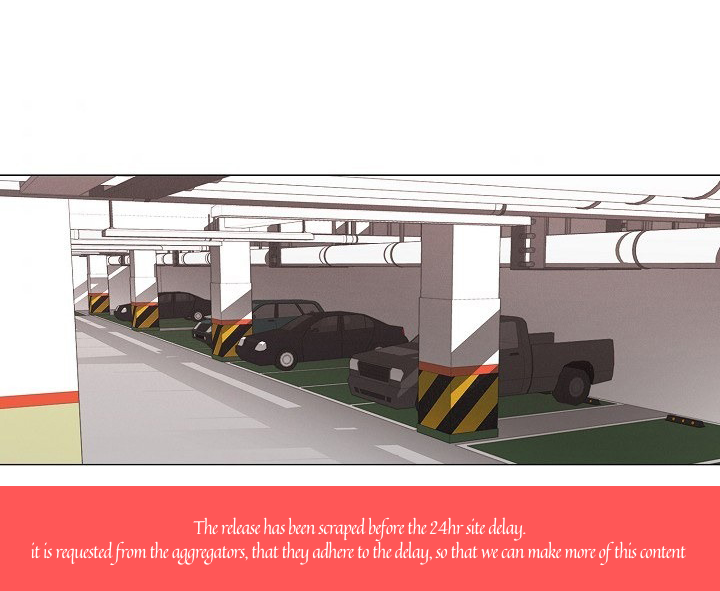 The release has been scraped before the 24hr site delay.
it is requested from the aggregators, that they adhere to the delay, so that we can make more of this content